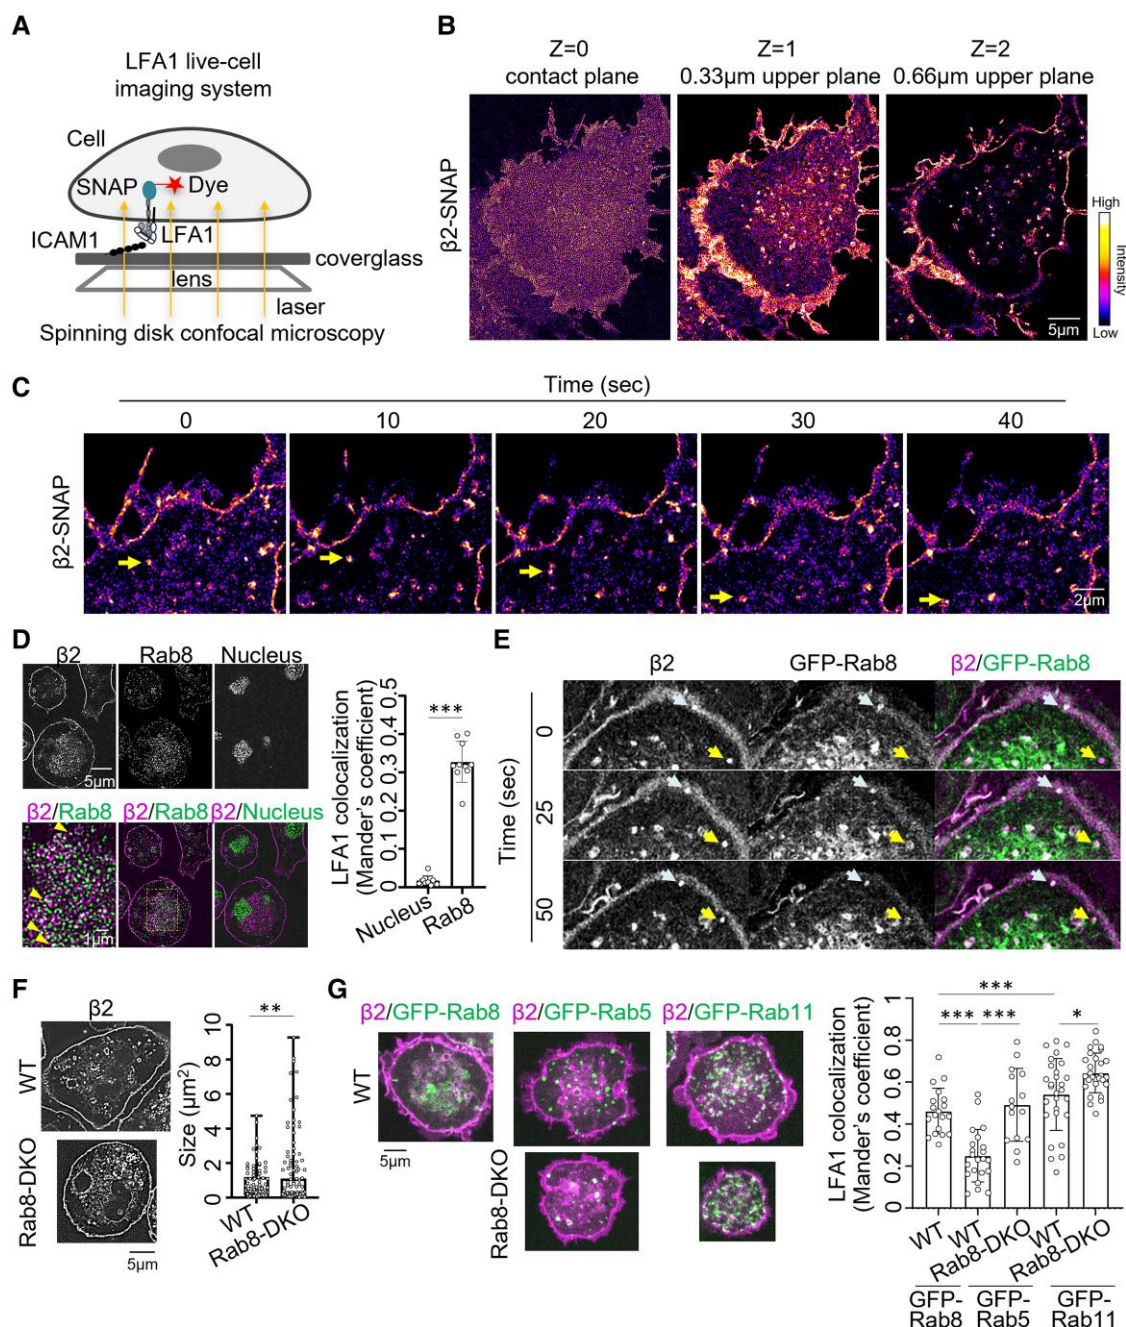 A
LFA1 live-cell
imaging system
Cell
SNAP
Dye
LFA1
ICAM1
coverglass
lens
laser
Spinning disk confocal microscopy
B
Z=0
contact plane
Z=1
0.33µm upper plane
Z=2
0.66µm upper plane
β2-SNAP
5µm
High
Intensity
Low
C
Time (sec)
0 10 20 30 40
β2-SNAP
2µm
D
β2 Rab8 Nucleus
5µm
β2/Rab8 β2/Rab8 β2/Nucleus
1µm
LFA1 colocalization
(Mander's coefficient)
0.5
0.4
0.3
0.2
0.1
0
***
Nucleus
Rab8
E
β2 GFP-Rab8 β2/GFP-Rab8
Time (sec)
0
25
50
F
β2
WT
Rab8-DKO
5µm
Size (µm²)
10
8
6
4
2
0
**
WT
Rab8-DKO
G
β2/GFP-Rab8 β2/GFP-Rab5 β2/GFP-Rab11
WT
5µm
Rab8-DKO
LFA1 colocalization
(Mander's coefficient)
1
0.8
0.6
0.4
0.2
0
***
*** *** *
WT
WT
Rab8-DKO
WT
Rab8-DKO
GFP-
Rab8
GFP-
Rab5
GFP-
Rab11